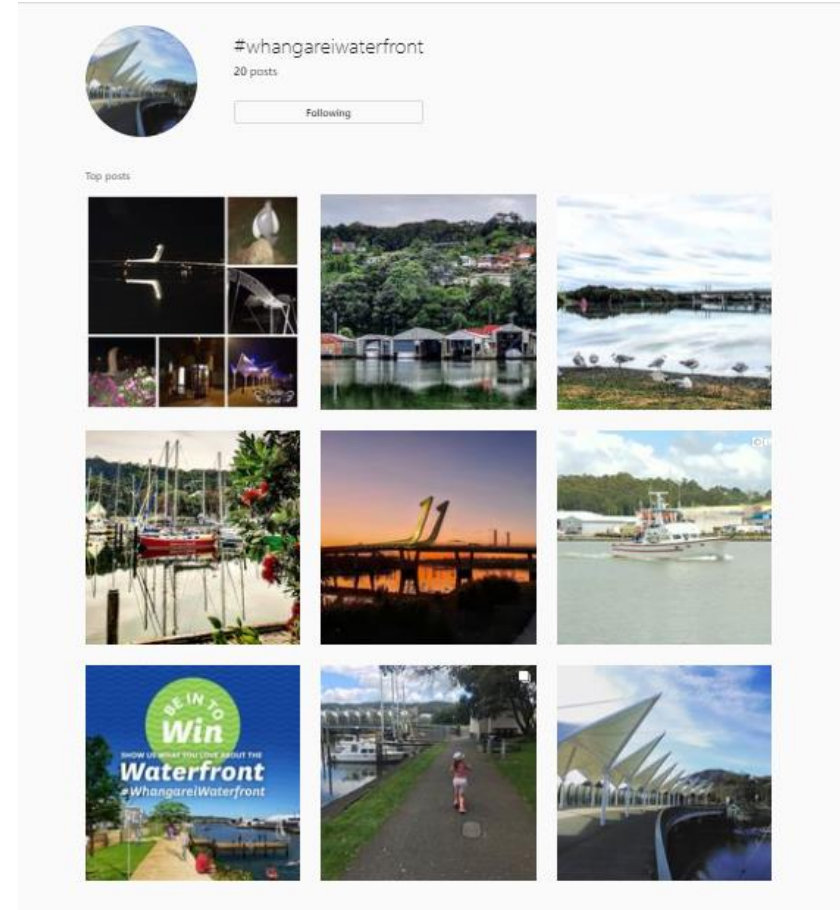 #whangareiwaterfront
20 posts
Following
Top posts
BE IN TO
Win
SHOW US WHAT YOU LOVE ABOUT THE
Waterfront
#WhangareiWaterfront